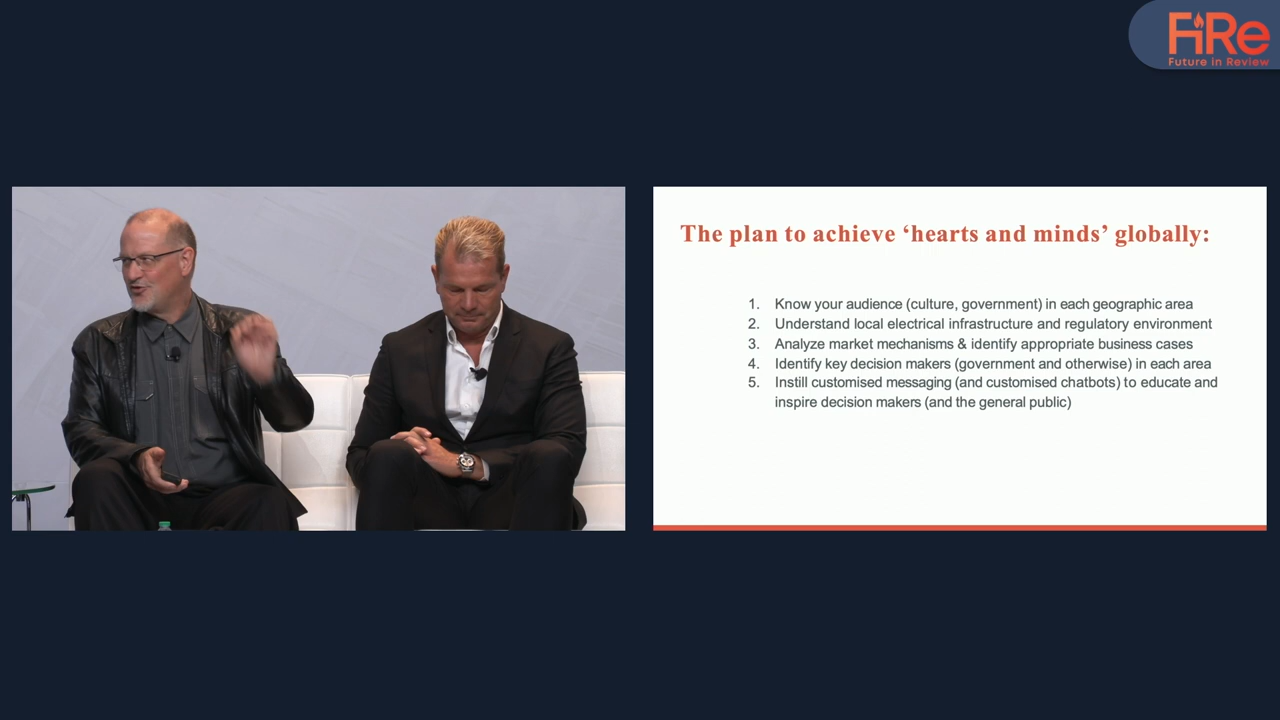 FiRe
Future in Review
The plan to achieve ‘hearts and minds’ globally:
1. Know your audience (culture, government) in each geographic area
2. Understand local electrical infrastructure and regulatory environment
3. Analyze market mechanisms & identify appropriate business cases
4. Identify key decision makers (government and otherwise) in each area
5. Instill customised messaging (and customised chatbots) to educate and
inspire decision makers (and the general public)